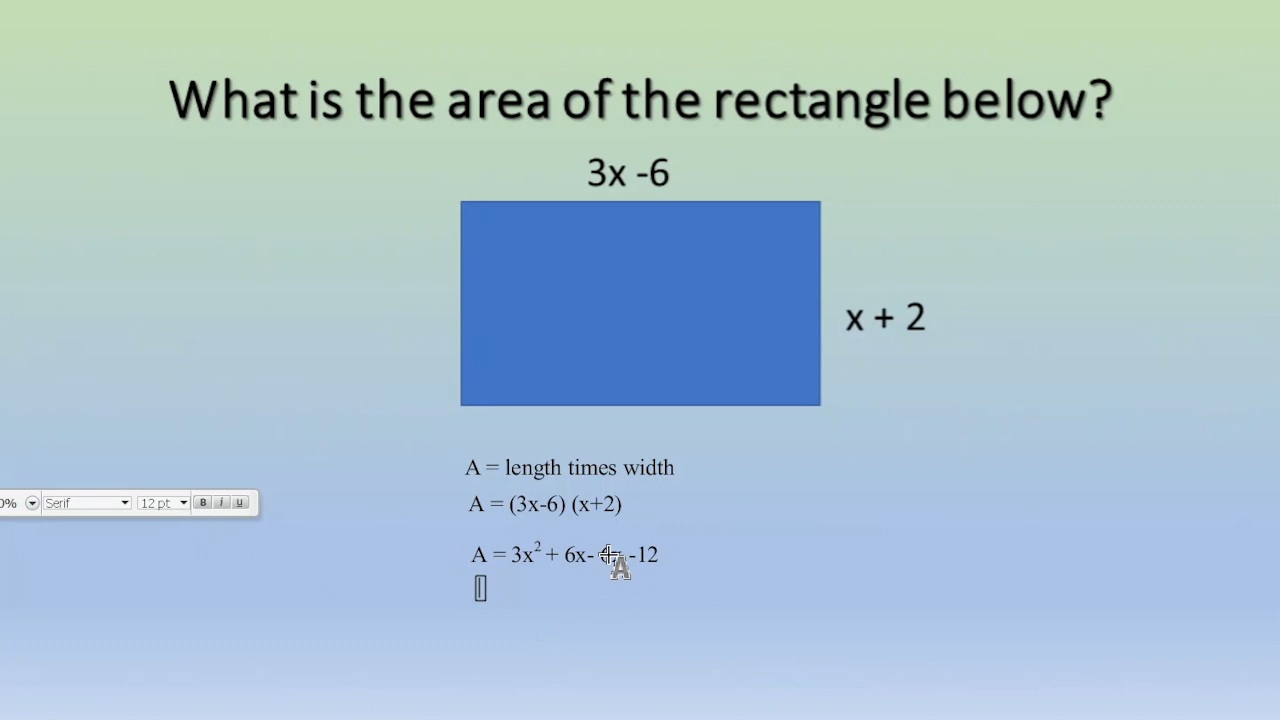 What is the area of the rectangle below?
3x -6
x + 2
A = length times width
A = (3x-6) (x+2)
0% Serif 12 pt B i u
A = 3x² + 6x- -12